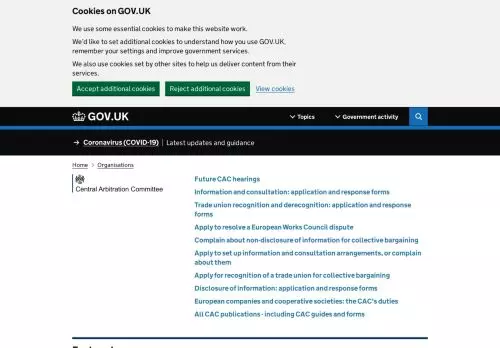 Cookies on GOV.UK
We use some essential cookies to make this website work.
We'd like to set additional cookies to understand how you use GOV.UK,
remember your settings and improve government services.
We also use cookies set by other sites to help us deliver content from their
services.
Accept additional cookies
Reject additional cookies
View cookies
GOV.UK
Topics
Government activity
Coronavirus (COVID-19)
Latest updates and guidance
Home
Organisations
Central Arbitration Committee
Future CAC hearings
Information and consultation: application and response forms
Trade union recognition and derecognition: application and response
forms
Apply to resolve a European Works Council dispute
Complain about non-disclosure of information for collective bargaining
Apply to set up information and consultation arrangements, or complain
about them
Apply for recognition of a trade union for collective bargaining
Disclosure of information: application and response forms
European companies and cooperative societies: the CAC's duties
All CAC publications - including CAC guides and forms